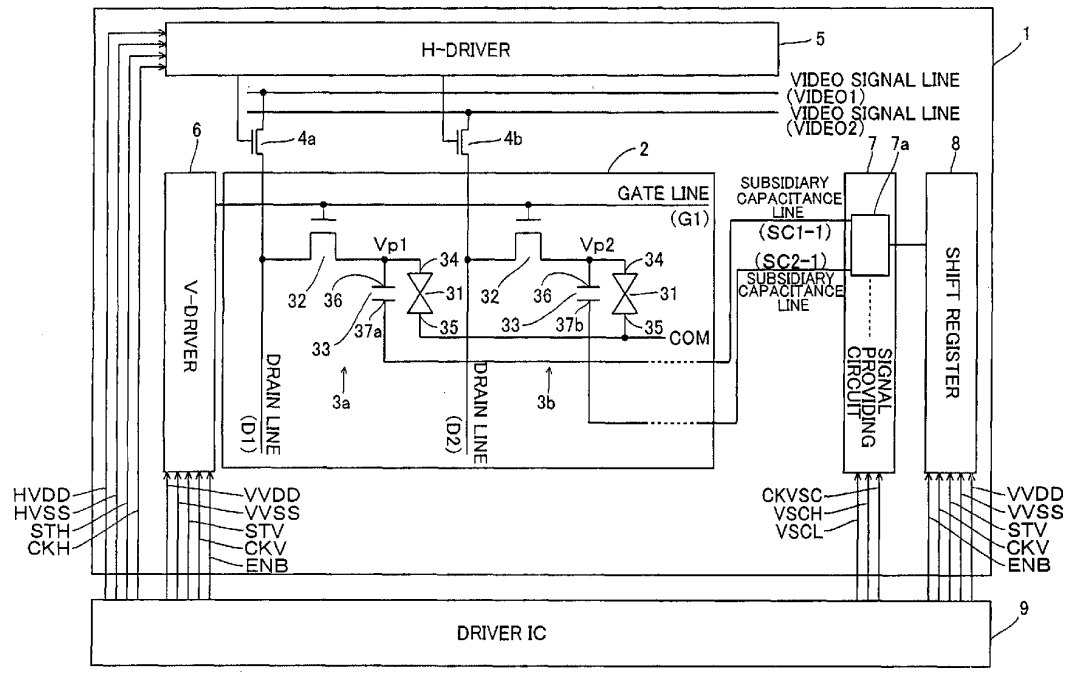 1
H-DRIVER
5
VIDEO SIGNAL LINE
(VIDEO1)
VIDEO SIGNAL LINE
(VIDEO2)
6
4a
4b
2
7
7a
8
GATE LINE
(G1)
SUBSIDIARY
CAPACITANCE
LINE
(SC1-1)
(SC2-1)
SUBSIDIARY
CAPACITANCE
LINE
V-DRIVER
Vp1
Vp2
32
36
34
31
33
37a
35
32
36
34
31
33
37b
35
COM
3a
3b
DRAIN LINE
(D1)
DRAIN LINE
(D2)
SIGNAL
PROVIDING
CIRCUIT
SHIFT REGISTER
HVDD
HVSS
STH
CKH
VVDD
VVSS
STV
CKV
ENB
CKVSC
VSCH
VSCL
VVDD
VVSS
STV
CKV
ENB
DRIVER IC
9